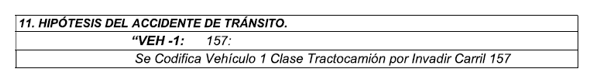 11. HIPÓTESIS DEL ACCIDENTE DE TRÁNSITO.
"VEH -1: 157:
Se Codifica Vehículo 1 Clase Tractocamión por Invadir Carril 157